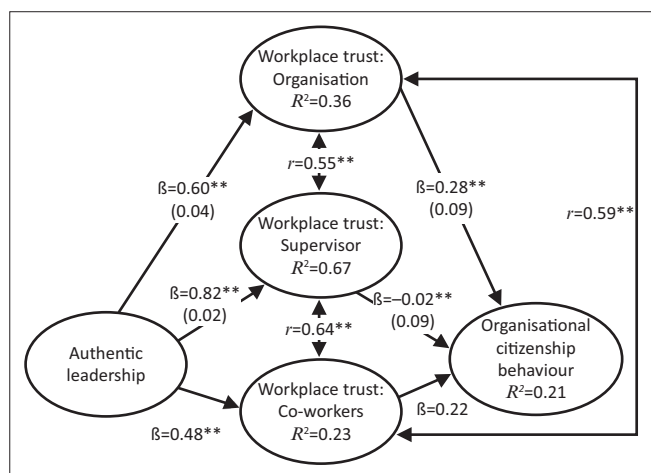 Workplace trust:
Organisation
R²=0.36
r=0.55**
ß=0.60**
(0.04)
ß=0.28**
(0.09)
r=0.59**
Workplace trust:
Supervisor
R²=0.67
ß=0.82**
(0.02)
ß=–0.02**
(0.09)
r=0.64**
Authentic
leadership
Organisational
citizenship
behaviour
R²=0.21
Workplace trust:
Co-workers
R²=0.23
ß=0.48**
ß=0.22